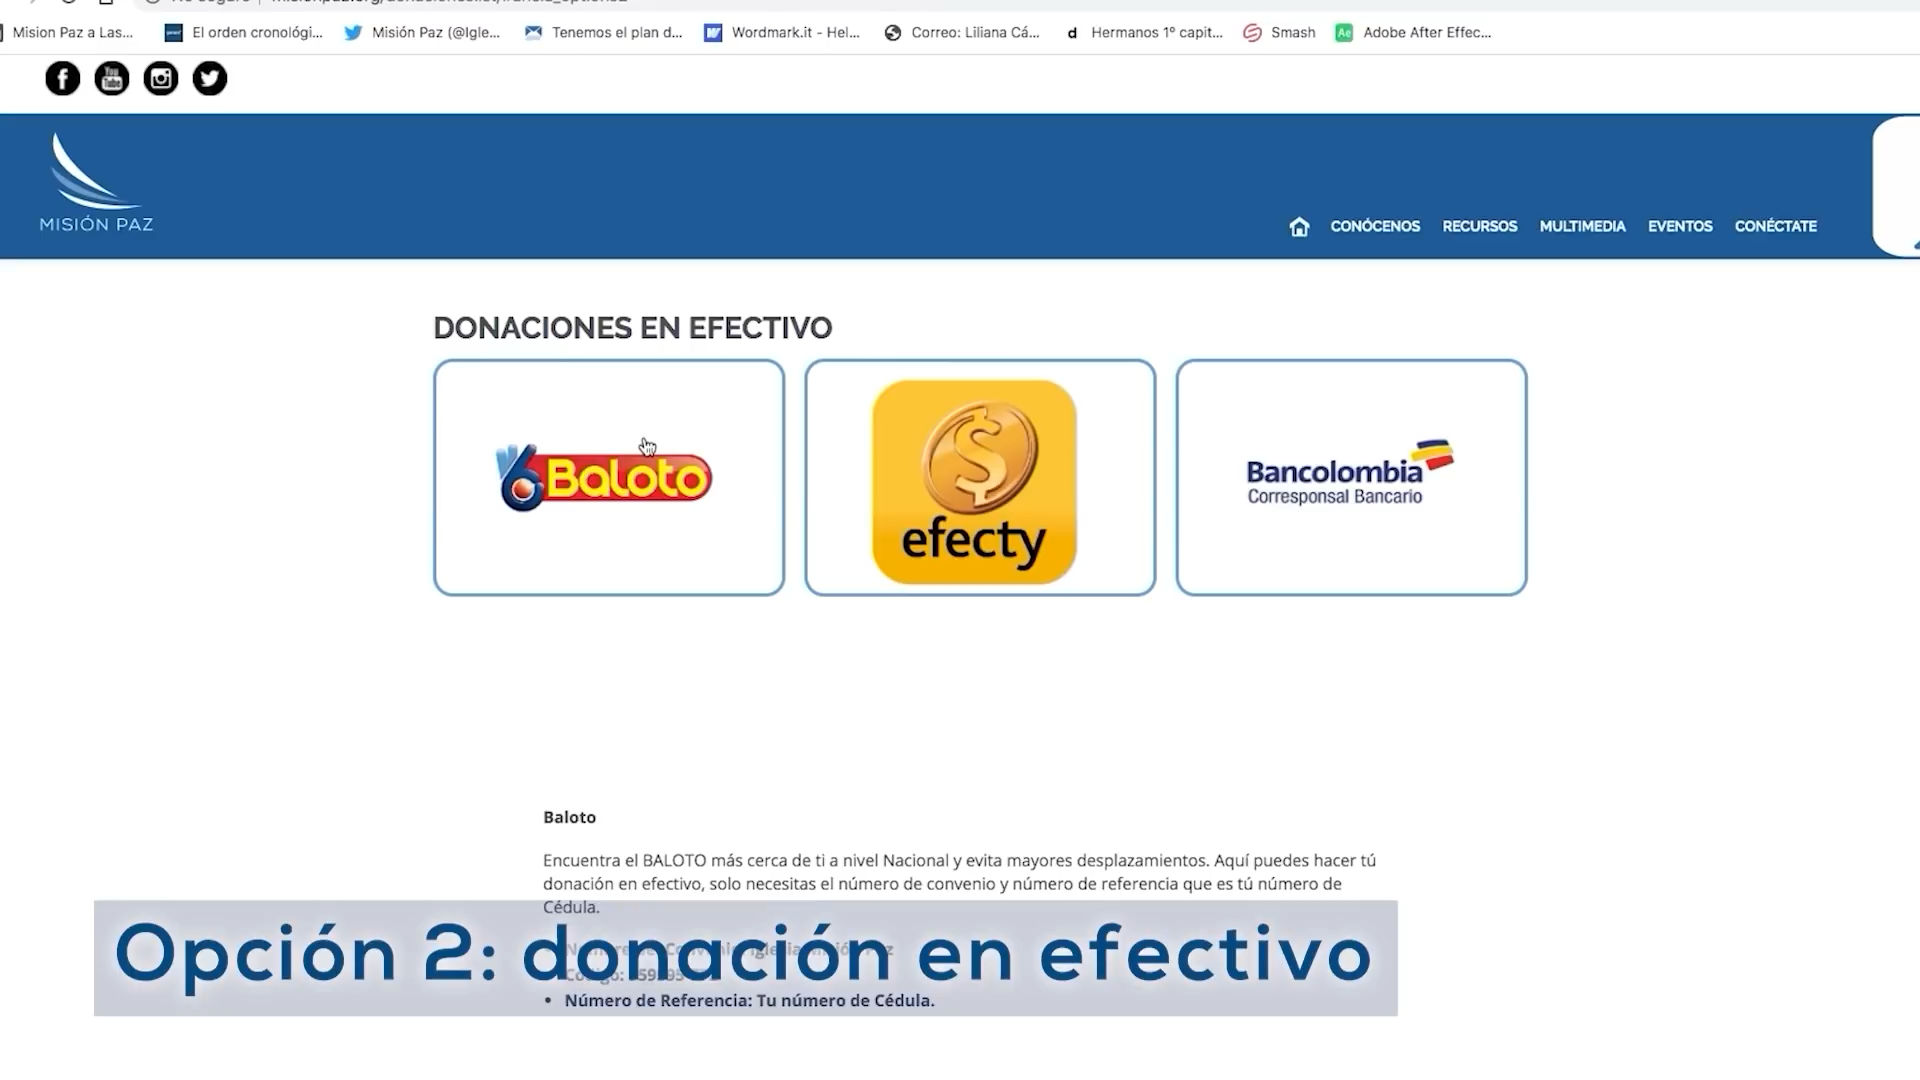 Mision Paz a Las...
El orden cronológi...
Misión Paz (@Igle...
Tenemos el plan d...
Wordmark.it - Hel...
Correo: Liliana Cá...
Hermanos 1º capit...
Smash
Adobe After Effec...
MISIÓN PAZ
CONÓCENOS
RECURSOS
MULTIMEDIA
EVENTOS
CONÉCTATE
DONACIONES EN EFECTIVO
Baloto
efecty
Bancolombia
Corresponsal Bancario
Baloto
Encuentra el BALOTO más cerca de ti a nivel Nacional y evita mayores desplazamientos. Aquí puedes hacer tú
donación en efectivo, solo necesitas el número de convenio y número de referencia que es tú número de
Cédula.
Opción 2: donación en efectivo
• Número de Referencia: Tu número de Cédula.